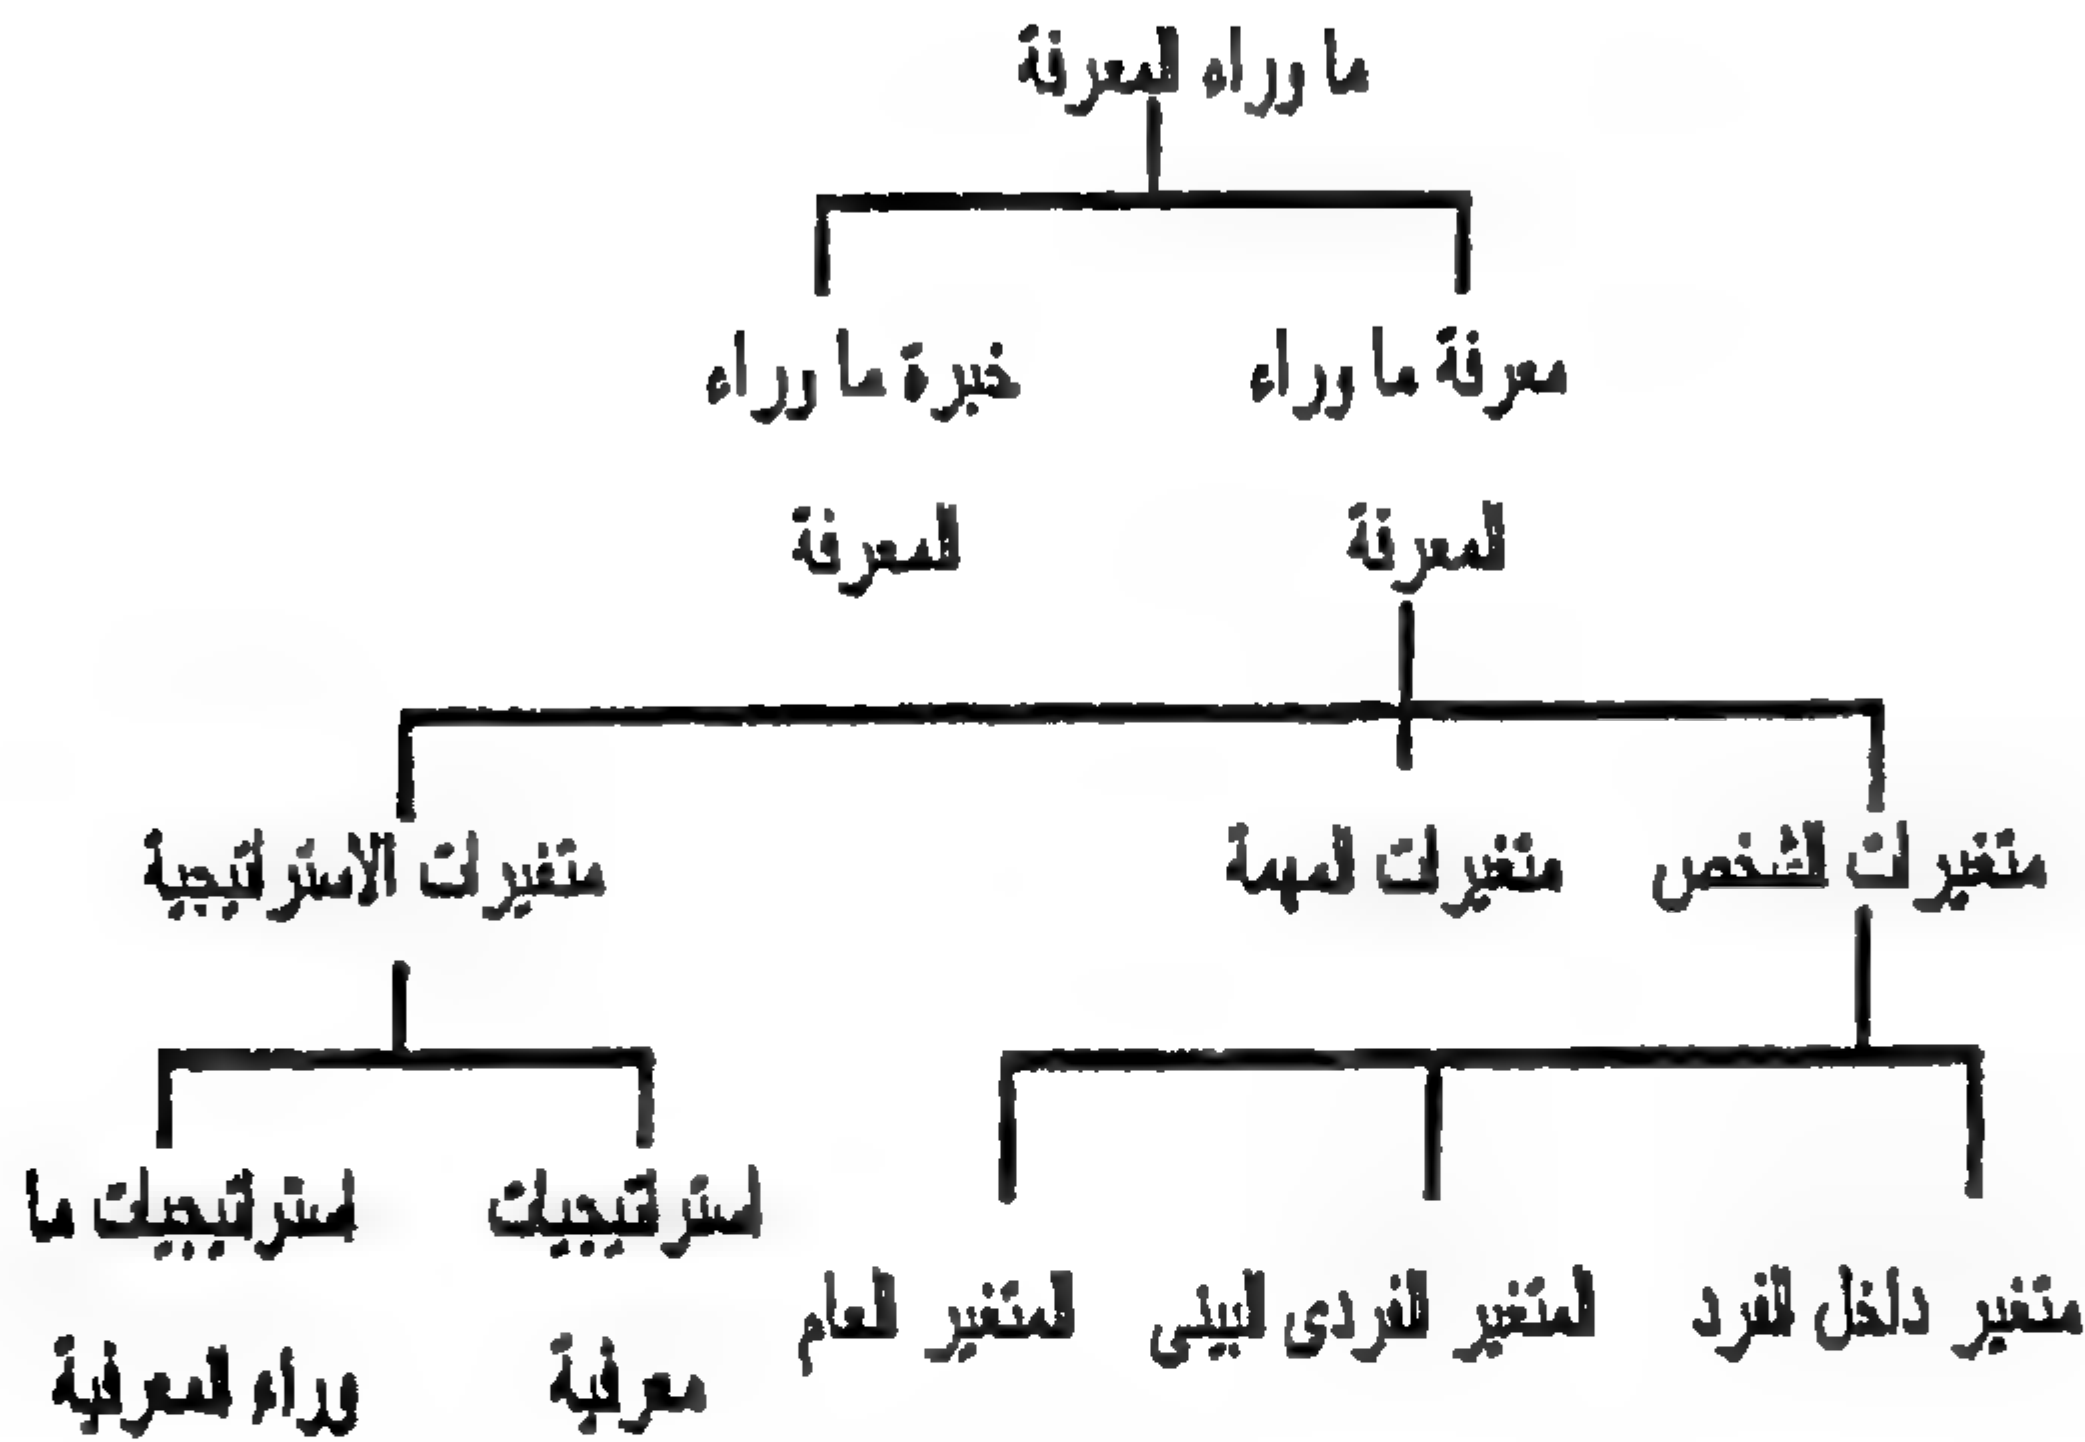 ما وراء المعرفة
معرفة ما وراء
المعرفة
خبرة ما وراء
المعرفة
متغيرات الشخص
متغيرات المهمة
متغيرات الاستراتيجية
متغير داخل الفرد
المتغير الفردى البينى
المتغير العام
استراتيجيات
معرفية
استراتيجيات ما
وراء المعرفية